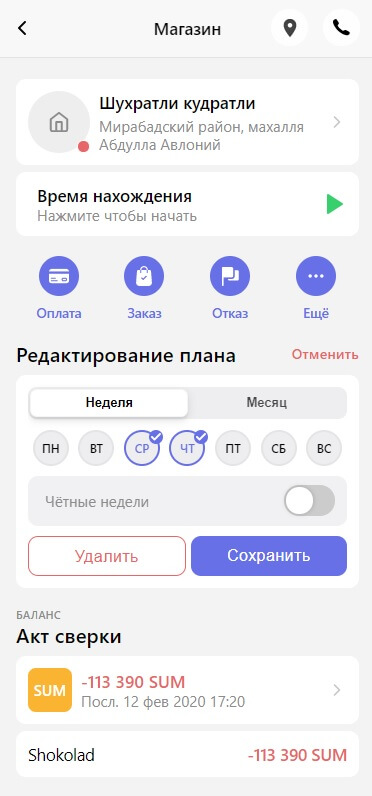 Магазин
Шухратли кудратли
Мирабадский район, махалля
Абдулла Авлоний
Время нахождения
Нажмите чтобы начать
Оплата Заказ Отказ Ещё
Редактирование плана Отменить
Неделя Месяц
ПН ВТ СР ЧТ ПТ СБ ВС
Чётные недели
Удалить Сохранить
БАЛАНС
Акт сверки
SUM -113 390 SUM
Посл. 12 фев 2020 17:20
Shokolad -113 390 SUM